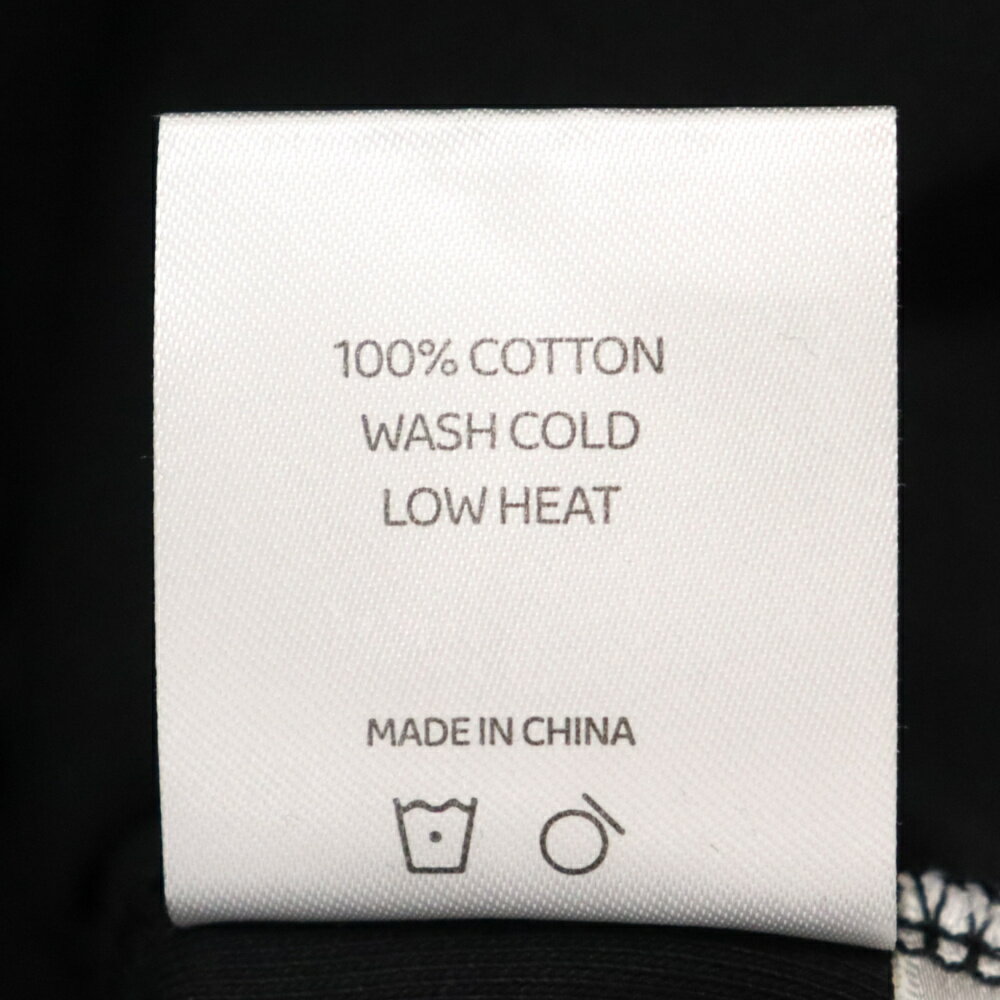 100% COTTON
WASH COLD
LOW HEAT
MADE IN CHINA